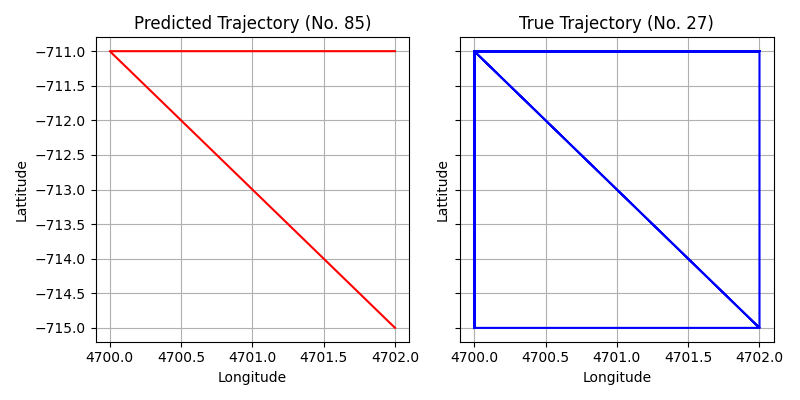 Predicted Trajectory (No. 85)
True Trajectory (No. 27)
−711.0
−711.5
−712.0
−712.5
−713.0
−713.5
−714.0
−714.5
−715.0
Lattitude
Lattitude
4700.0 4700.5 4701.0 4701.5 4702.0
4700.0 4700.5 4701.0 4701.5 4702.0
Longitude
Longitude